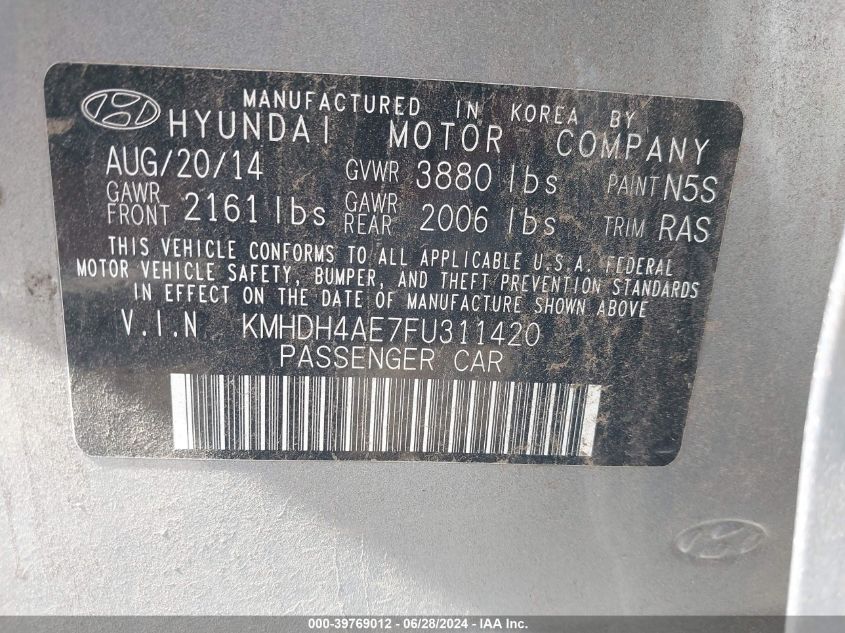 MANUFACTURED IN KOREA BY
HYUNDAI MOTOR COMPANY
AUG/20/14 GVWR 3880 lbs PAINT N5S
GAWR FRONT 2161 lbs GAWR REAR 2006 lbs TRIM RAS
THIS VEHICLE CONFORMS TO ALL APPLICABLE U.S.A. FEDERAL
MOTOR VEHICLE SAFETY, BUMPER, AND THEFT PREVENTION STANDARDS
IN EFFECT ON THE DATE OF MANUFACTURE SHOWN ABOVE
V.I.N KMHDH4AE7FU311420
PASSENGER CAR
000-39769012 - 06/28/2024 - IAA Inc.